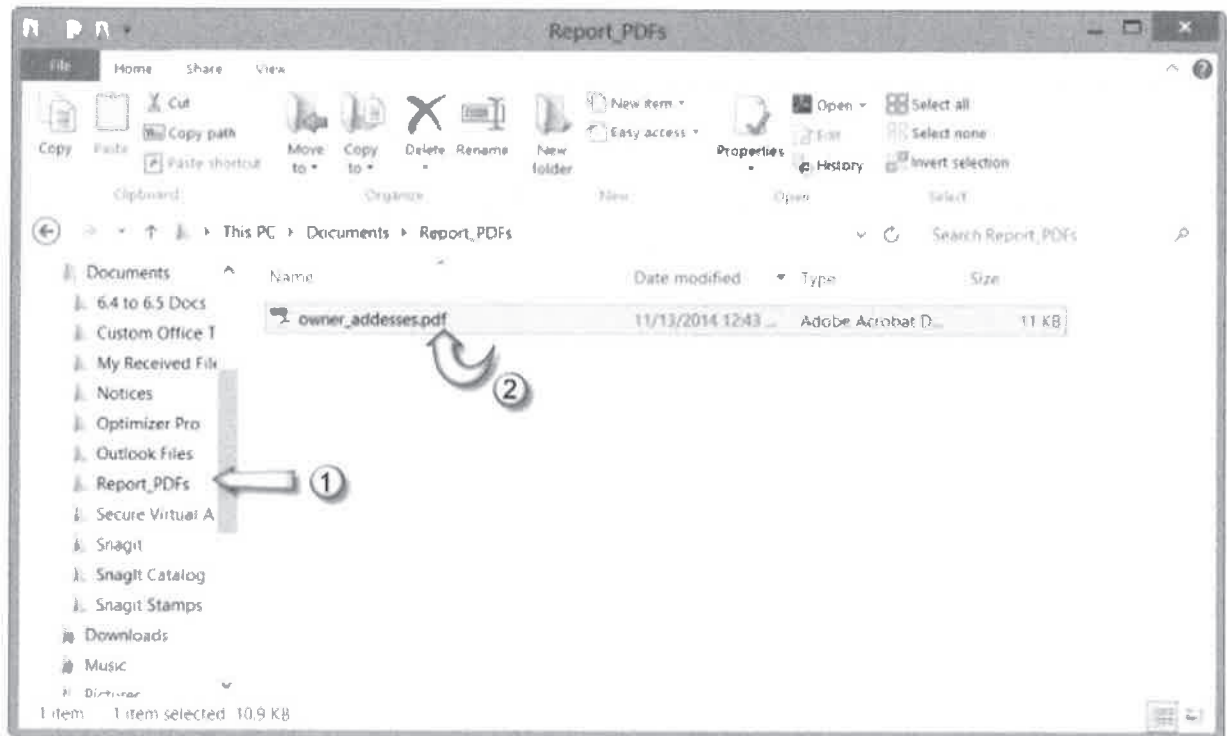 Report_PDFs
File Home Share View
Copy
Paste
Cut
Copy path
Paste shortcut
Clipboard
Move to
Copy to
Delete
Rename
Organize
New folder
New item
Easy access
New
Properties
Open
Edit
History
Open
Select all
Select none
Invert selection
Select
This PC Documents Report_PDFs
Search Report_PDFs
Name Date modified Type Size
owner_addesses.pdf 11/13/2014 12:43 ... Adobe Acrobat D... 11 KB
Documents
6.4 to 6.5 Docs
Custom Office T
My Received File
Notices
Optimizer Pro
Outlook Files
Report_PDFs
Secure Virtual A
Snagit
SnagIt Catalog
Snagit Stamps
Downloads
Music
Pictures
1
2
1 item 1 item selected 10.9 KB